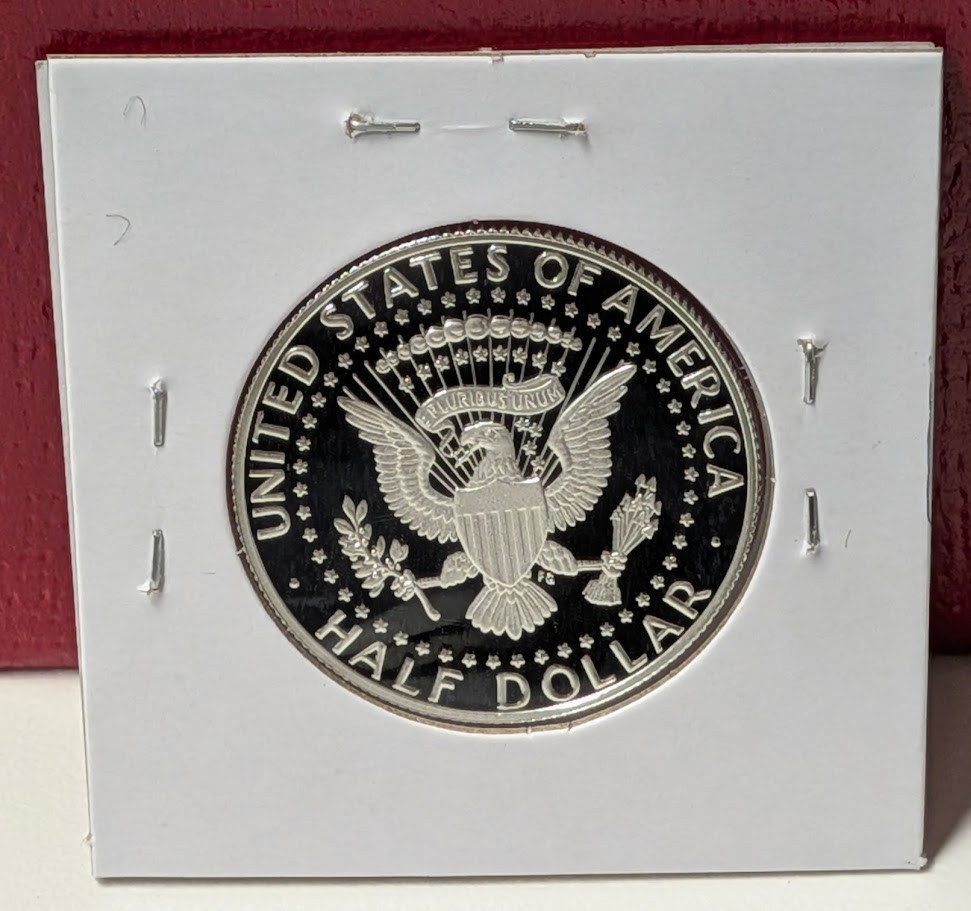 UNITED STATES OF AMERICA
PLURIBUS UNUM
FG
HALF DOLLAR